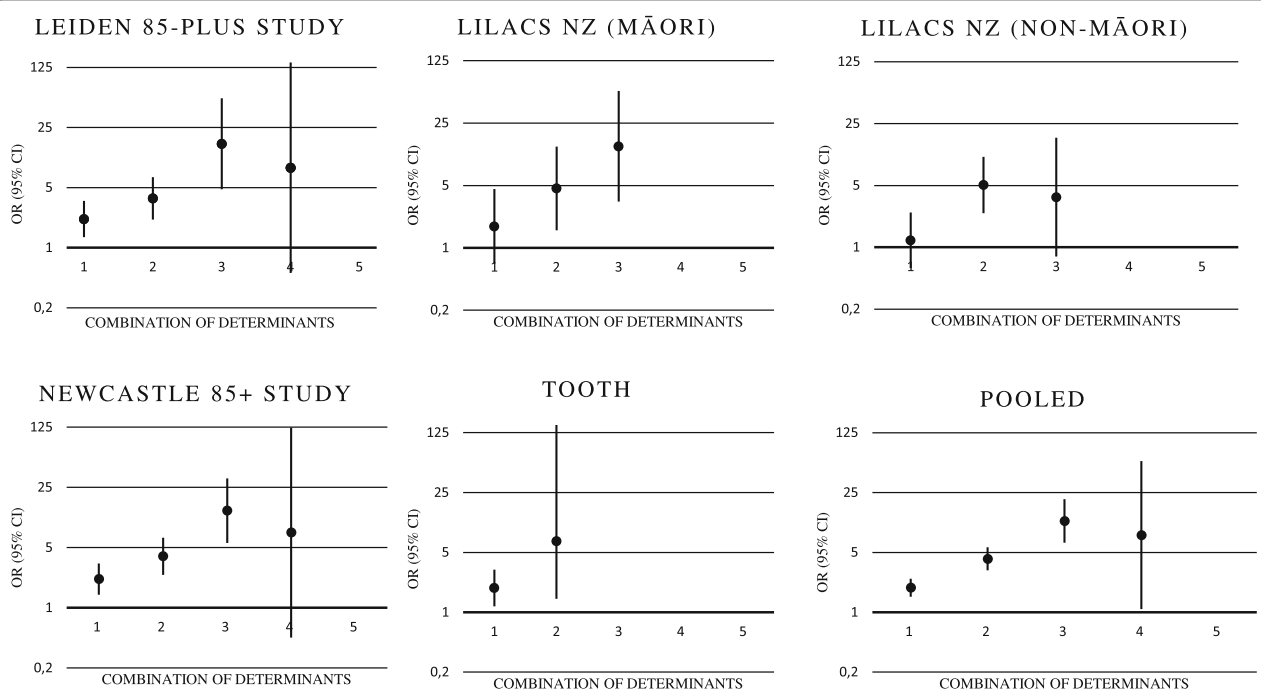 LEIDEN 85-PLUS STUDY
125
25
5
1
0,2
OR (95% CI)
1 2 3 4 5
COMBINATION OF DETERMINANTS
LILACS NZ (MĀORI)
125
25
5
1
0,2
OR (95% CI)
1 2 3 4 5
COMBINATION OF DETERMINANTS
LILACS NZ (NON-MĀORI)
125
25
5
1
0,2
OR (95% CI)
1 2 3 4 5
COMBINATION OF DETERMINANTS
NEWCASTLE 85+ STUDY
125
25
5
1
0,2
OR (95% CI)
1 2 3 4 5
COMBINATION OF DETERMINANTS
TOOTH
125
25
5
1
0,2
OR (95% CI)
1 2 3 4 5
COMBINATION OF DETERMINANTS
POOLED
125
25
5
1
0,2
OR (95% CI)
1 2 3 4 5
COMBINATION OF DETERMINANTS